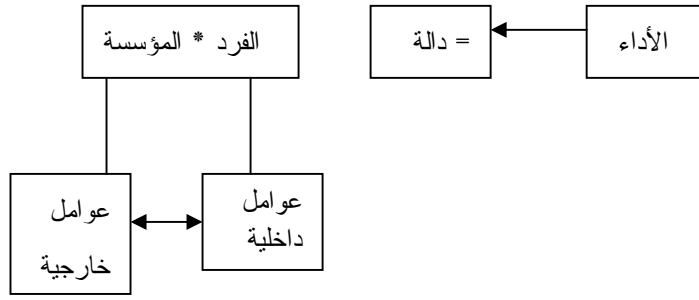 الأداء
= دالة
الفرد * المؤسسة
عوامل
داخلية
عوامل
خارجية